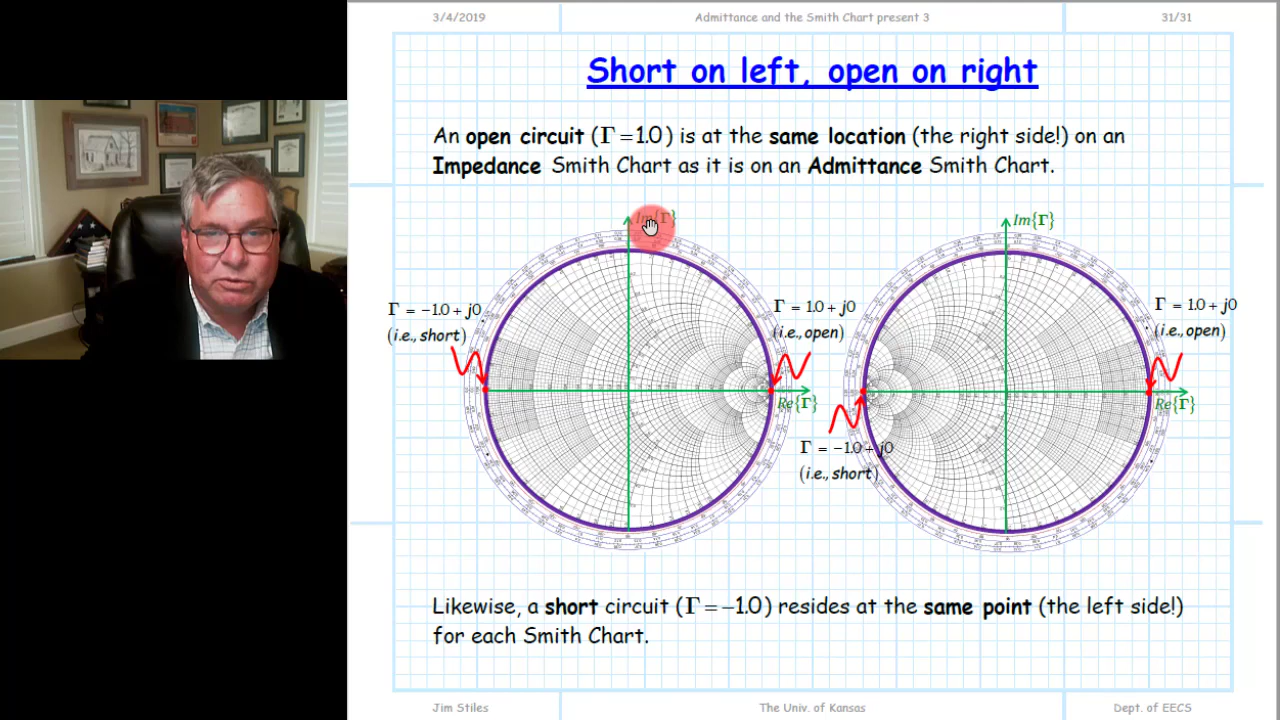 3/4/2019
Admittance and the Smith Chart present 3
31/31
Short on left, open on right
An open circuit (Γ = 1.0) is at the same location (the right side!) on an
Impedance Smith Chart as it is on an Admittance Smith Chart.
Im{Γ}
Im{Γ}
Γ = −1.0 + j0
(i.e., short)
Γ = 1.0 + j0
(i.e., open)
Γ = 1.0 + j0
(i.e., open)
Re{Γ}
Re{Γ}
Γ = −1.0 + j0
(i.e., short)
Likewise, a short circuit (Γ = −1.0) resides at the same point (the left side!)
for each Smith Chart.
Jim Stiles
The Univ. of Kansas
Dept. of EECS